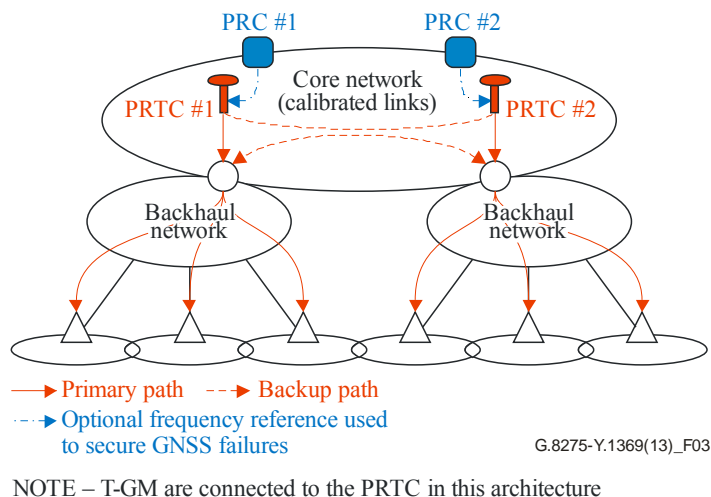 PRC #1
PRC #2
Core network
(calibrated links)
PRTC #1
PRTC #2
Backhaul
network
Backhaul
network
Primary path
Backup path
Optional frequency reference used
to secure GNSS failures
G.8275-Y.1369(13)_F03
NOTE – T-GM are connected to the PRTC in this architecture